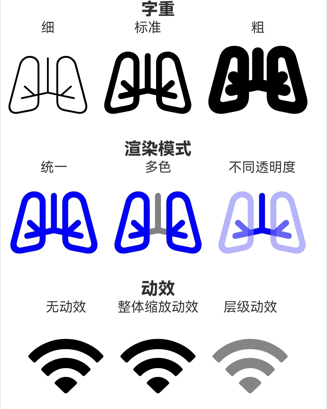 字重
细 标准 粗
渲染模式
统一 多色 不同透明度
动效
无动效 整体缩放动效 层级动效